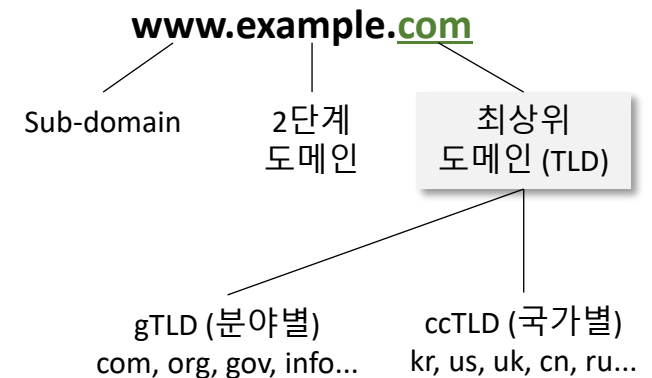 www.example.com
Sub-domain
2단계
도메인
최상위
도메인 (TLD)
gTLD (분야별)
com, org, gov, info...
ccTLD (국가별)
kr, us, uk, cn, ru...